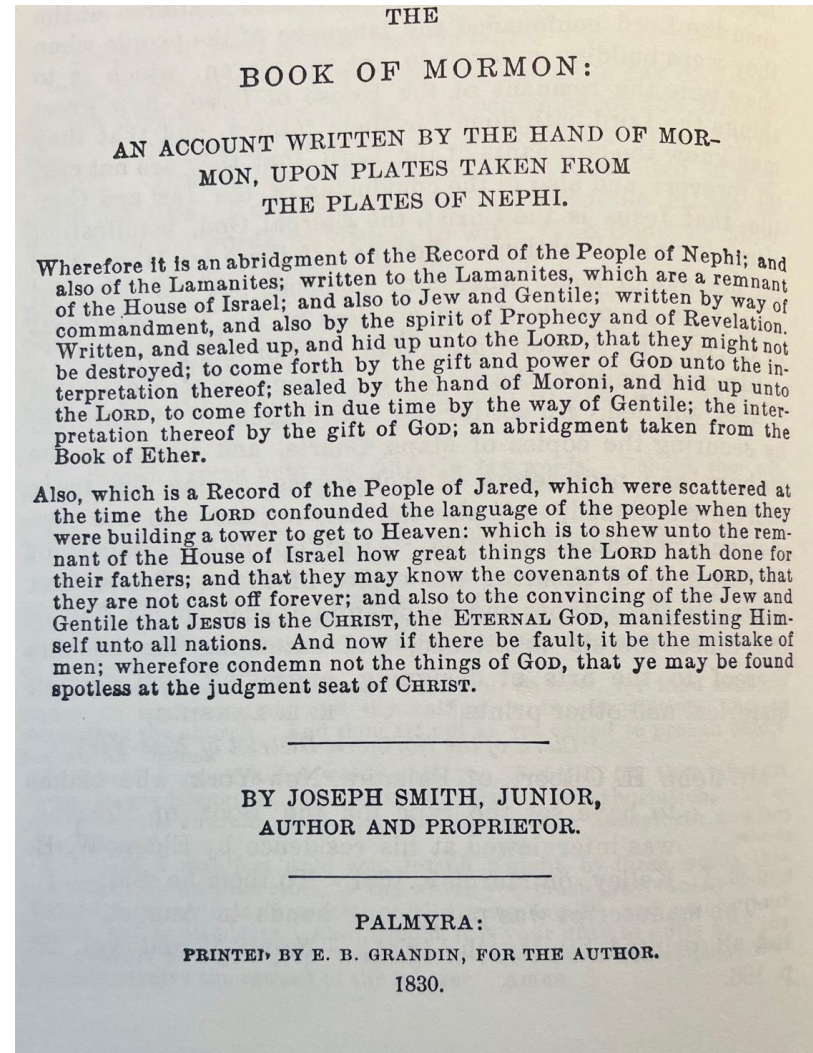 THE
BOOK OF MORMON:
AN ACCOUNT WRITTEN BY THE HAND OF MOR-
MON, UPON PLATES TAKEN FROM
THE PLATES OF NEPHI.
Wherefore it is an abridgment of the Record of the People of Nephi; and
also of the Lamanites; written to the Lamanites, which are a remnant
of the House of Israel; and also to Jew and Gentile; written by way of
commandment, and also by the spirit of Prophecy and of Revelation.
Written, and sealed up, and hid up unto the LORD, that they might not
be destroyed; to come forth by the gift and power of GOD unto the in-
terpretation thereof; sealed by the hand of Moroni, and hid up unto
the LORD, to come forth in due time by the way of Gentile; the inter-
pretation thereof by the gift of GOD; an abridgment taken from the
Book of Ether.
Also, which is a Record of the People of Jared, which were scattered at
the time the LORD confounded the language of the people when they
were building a tower to get to Heaven: which is to shew unto the rem-
nant of the House of Israel how great things the LORD hath done for
their fathers; and that they may know the covenants of the LORD, that
they are not cast off forever; and also to the convincing of the Jew and
Gentile that JESUS is the CHRIST, the ETERNAL GOD, manifesting Him-
self unto all nations. And now if there be fault, it be the mistake of
men; wherefore condemn not the things of GOD, that ye may be found
spotless at the judgment seat of CHRIST.
BY JOSEPH SMITH, JUNIOR,
AUTHOR AND PROPRIETOR.
PALMYRA:
PRINTED BY E. B. GRANDIN, FOR THE AUTHOR.
1830.